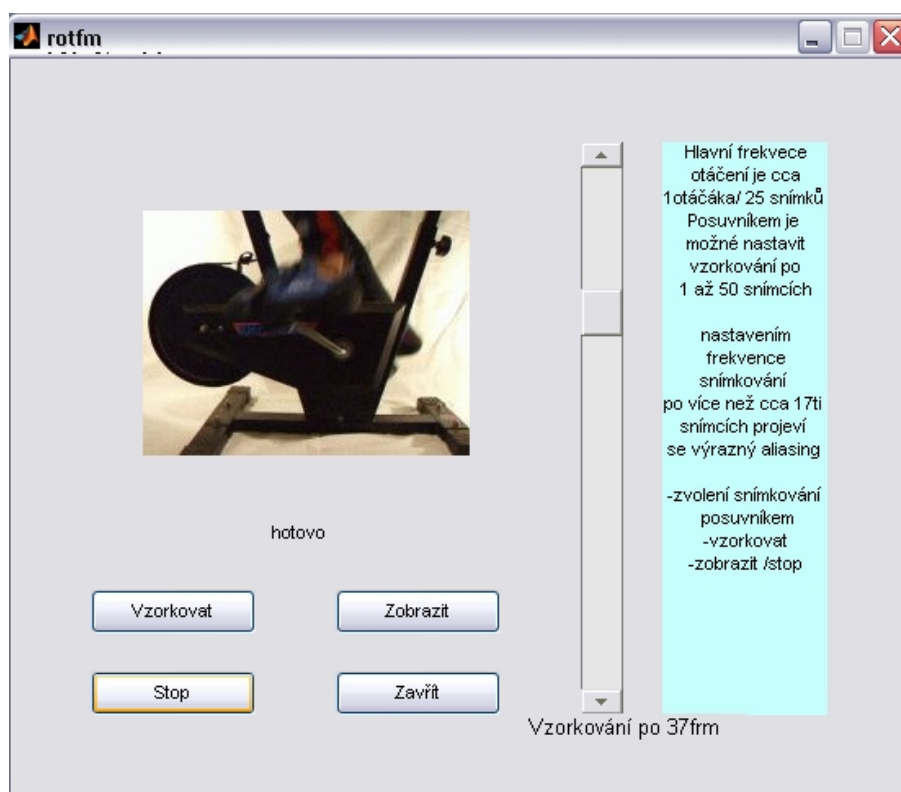 rotfm
Hlavní frekvece
otáčení je cca
1otáčáka/ 25 snímků
Posuvníkem je
možné nastavit
vzorkování po
1 až 50 snímcích
nastavením
frekvence
snímkování
po více než cca 17ti
snímcích projeví
se výrazný aliasing
-zvolení snímkování
posuvníkem
-vzorkovat
-zobrazit /stop
hotovo
Vzorkovat
Zobrazit
Stop
Zavřít
Vzorkování po 37frm